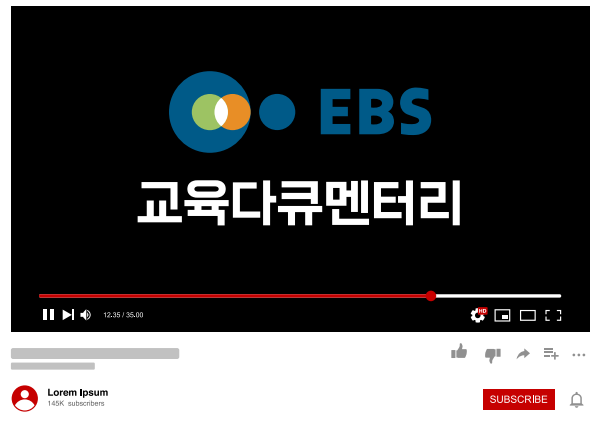 EBS
교육다큐멘터리
12.35 / 35.00
HD
Lorem Ipsum
145K subscribers
SUBSCRIBE